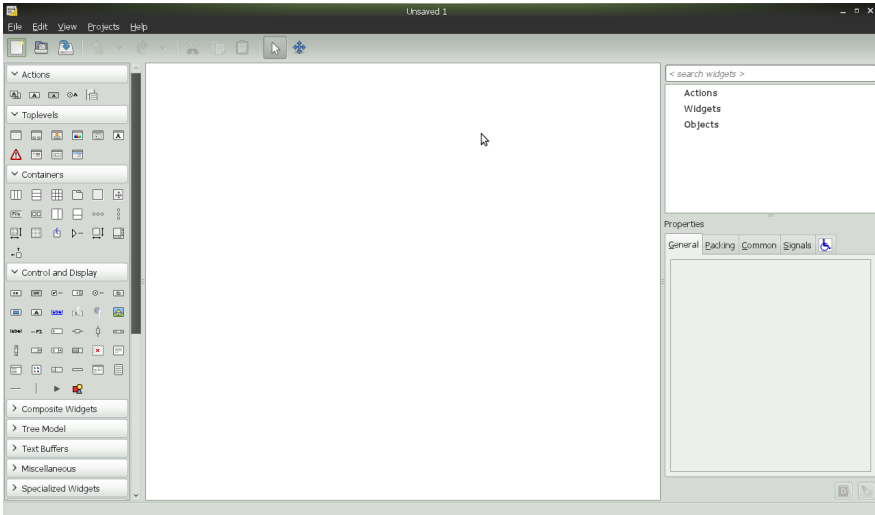 Unsaved 1
File Edit View Projects Help
Actions
Toplevels
Containers
Control and Display
Composite Widgets
Tree Model
Text Buffers
Miscellaneous
Specialized Widgets
< search widgets >
Actions
Widgets
Objects
Properties
General Packing Common Signals